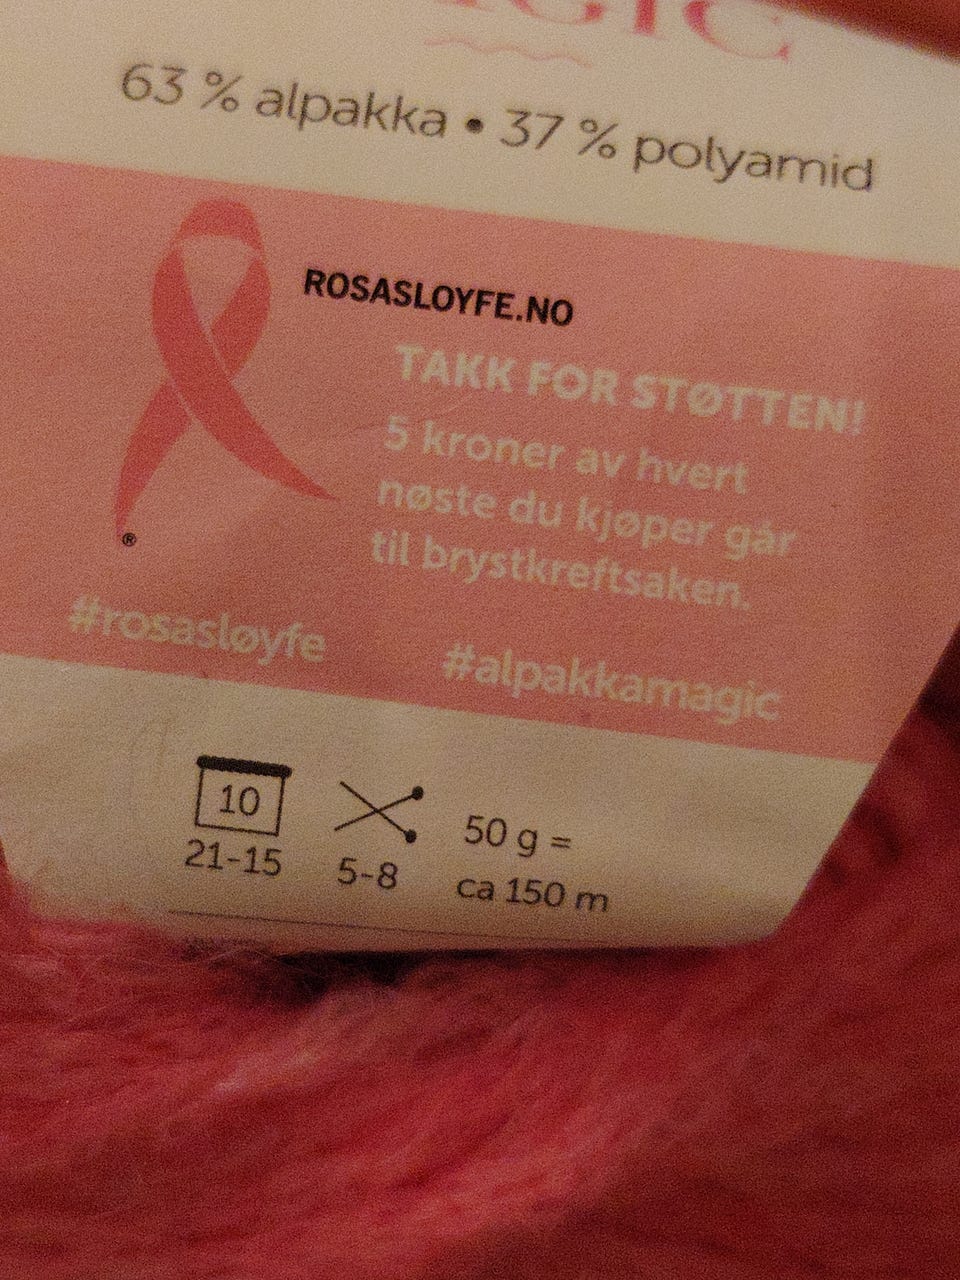 63 % alpakka • 37 % polyamid
ROSASLOYFE.NO
TAKK FOR STØTTEN!
5 kroner av hvert
nøste du kjøper går
til brystkreftsaken.
®
#rosasløyfe #alpakkamagic
10
21-15
5-8
50 g =
ca 150 m